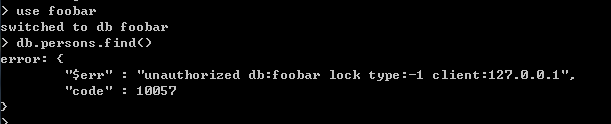 > use foobar
switched to db foobar
> db.persons.find()
error: {
        "$err" : "unauthorized db:foobar lock type:-1 client:127.0.0.1",
        "code" : 10057
}
>